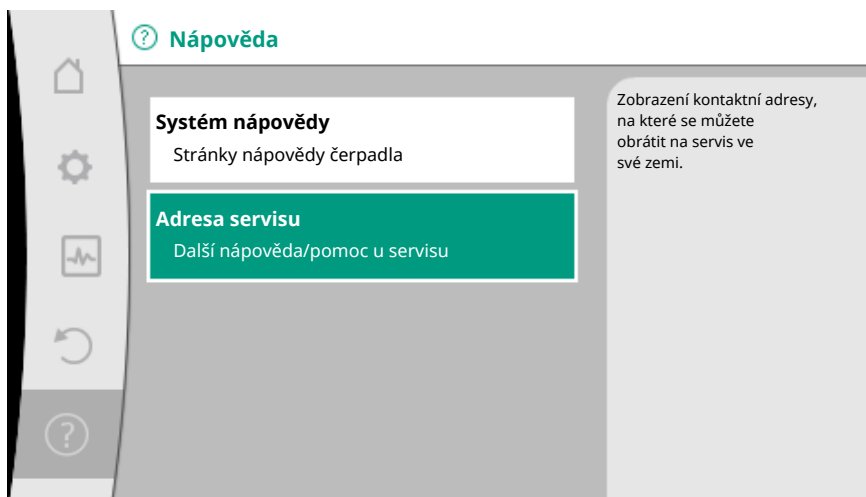 Nápověda
Systém nápovědy
Stránky nápovědy čerpadla
Adresa servisu
Další nápověda/pomoc u servisu
Zobrazení kontaktní adresy,
na které se můžete
obrátit na servis ve
své zemi.